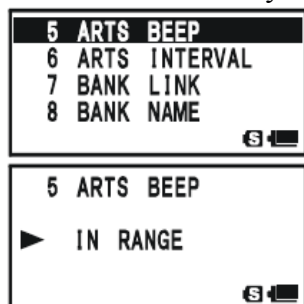 5 ARTS BEEP
6 ARTS INTERVAL
7 BANK LINK
8 BANK NAME
S
5 ARTS BEEP
IN RANGE
S